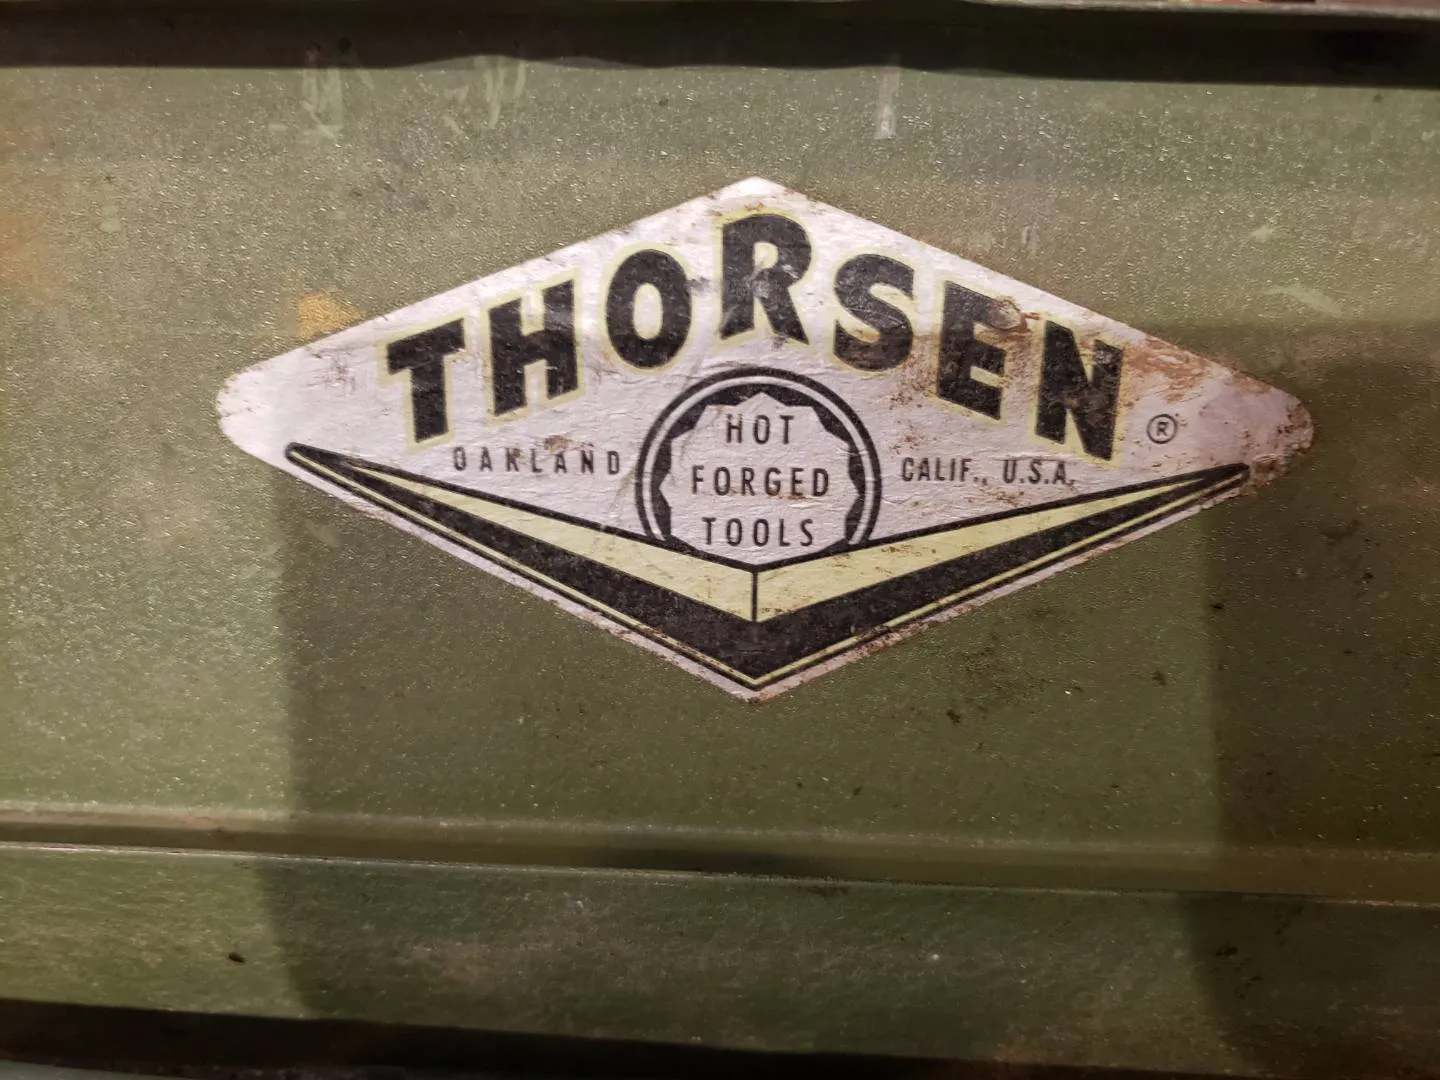 THORSEN ®
OAKLAND CALIF., U.S.A.
HOT
FORGED
TOOLS